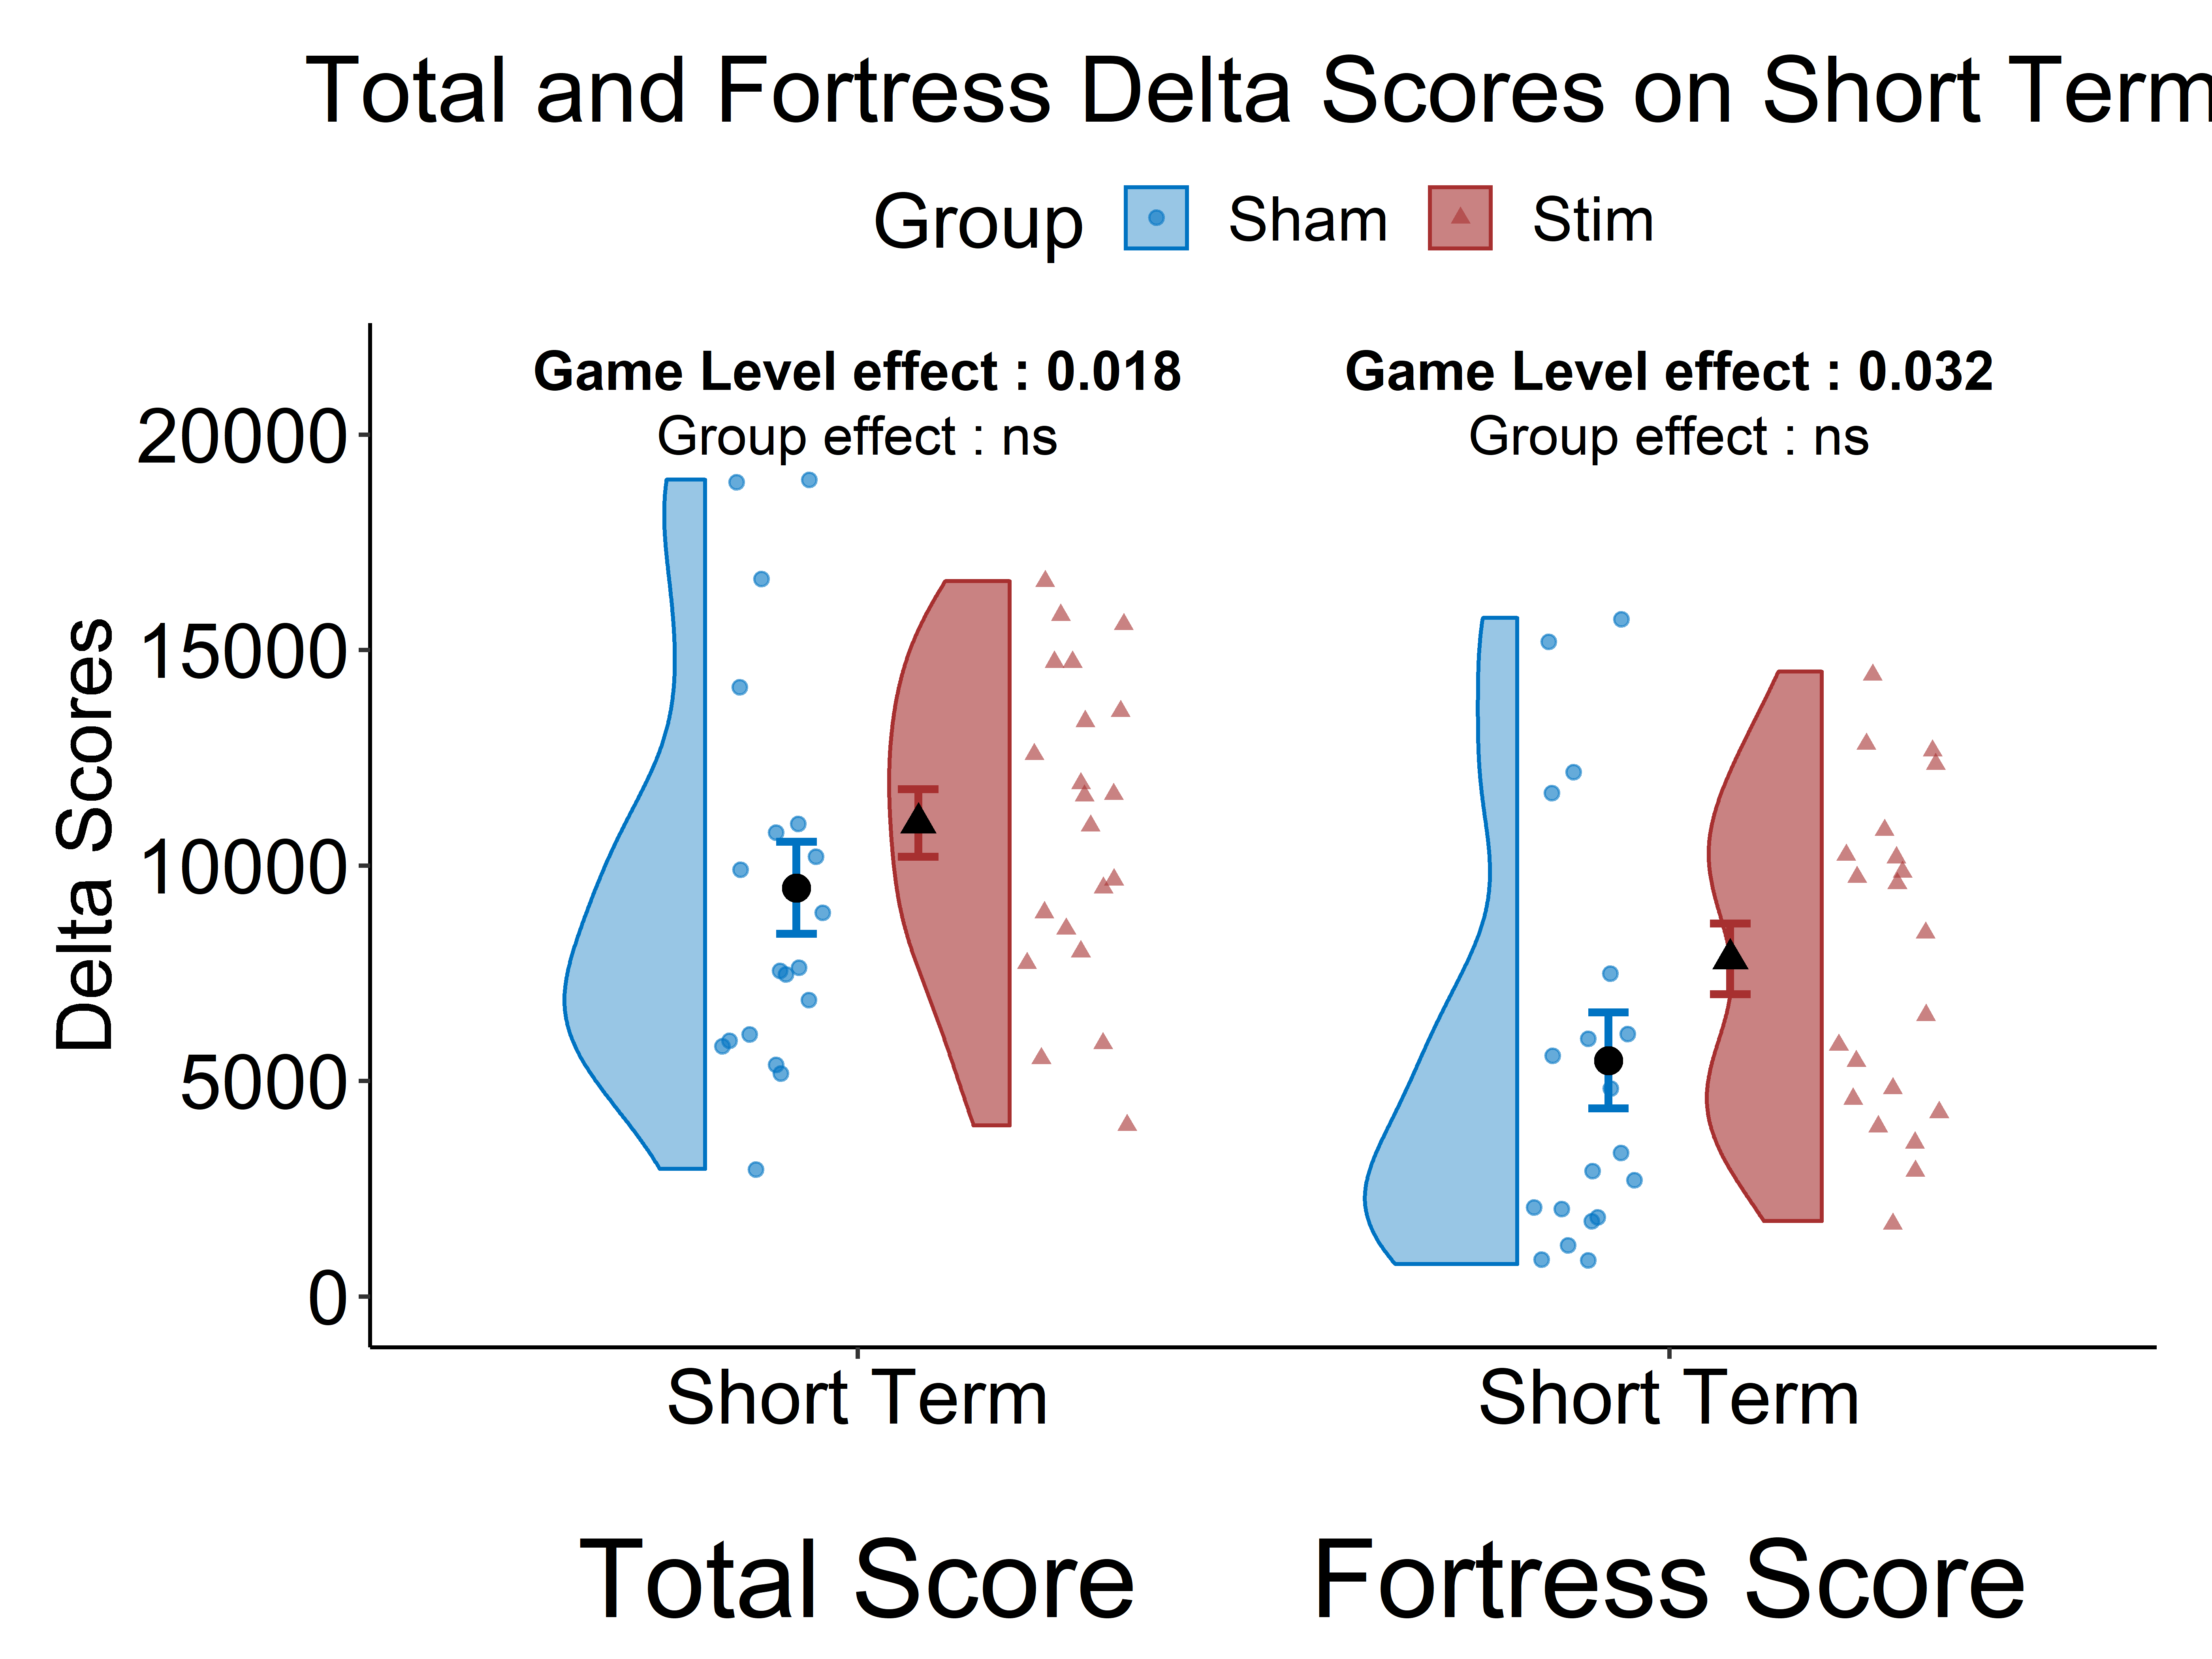 Total and Fortress Delta Scores on Short Term
Group Sham Stim
Game Level effect : 0.018
Group effect : ns
Game Level effect : 0.032
Group effect : ns
Delta Scores
20000
15000
10000
5000
0
Short Term
Short Term
Total Score
Fortress Score